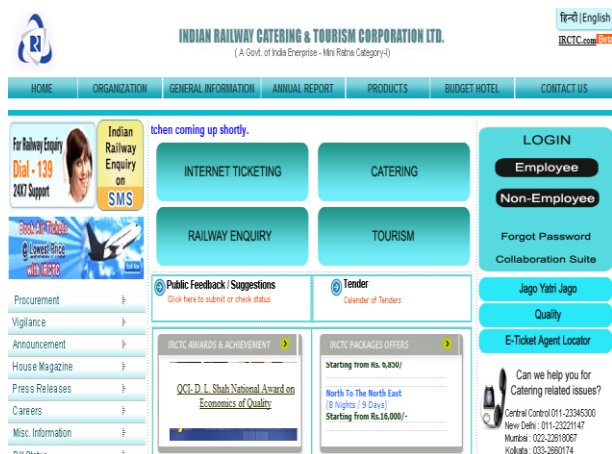 हिन्दी|English
IRCTC.com Beta
INDIAN RAILWAY CATERING & TOURISM CORPORATION LTD.
( A Govt. of India Enerprise - Mini Ratna Category-I)
HOME ORGANIZATION GENERAL INFORMATION ANNUAL REPORT PRODUCTS BUDGET HOTEL CONTACT US
For Railway Enquiry
Dial - 139
24X7 Support
Indian
Railway
Enquiry
on
SMS
Book Air Tickets
@ Lowest Price
with IRCTC
Procurement
Vigilance
Announcement
House Magazine
Press Releases
Careers
Misc. Information
tchen coming up shortly.
INTERNET TICKETING
CATERING
RAILWAY ENQUIRY
TOURISM
Public Feedback / Suggestions
Click here to submit or check status
Tender
Calender of Tenders
IRCTC AWARDS & ACHIEVEMENT
QCI- D. L. Shah National Award on
Economics of Quality
IRCTC PACKAGES OFFERS
Starting from Rs. 6,850/
North To The North East
(8 Nights / 9 Days)
Starting from Rs.16,000/-
LOGIN
Employee
Non-Employee
Forgot Password
Collaboration Suite
Jago Yatri Jago
Quality
E-Ticket Agent Locator
Can we help you for
Catering related issues?
Central Control 011-23345300
New Delhi : 011-23221147
Mumbai : 022-22618067
Kolkata : 033-2660174